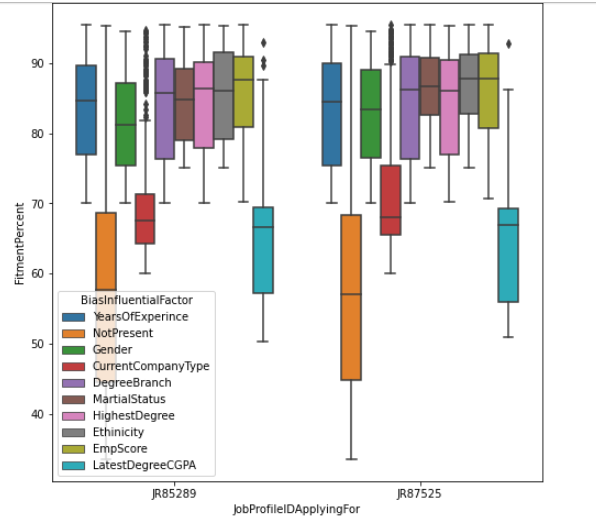 90
80
70
60
50
40
FitmentPercent
BiasInfluentialFactor
YearsOfExperince
NotPresent
Gender
CurrentCompanyType
DegreeBranch
MartialStatus
HighestDegree
Ethinicity
EmpScore
LatestDegreeCGPA
JR85289
JR87525
JobProfileIDApplyingFor